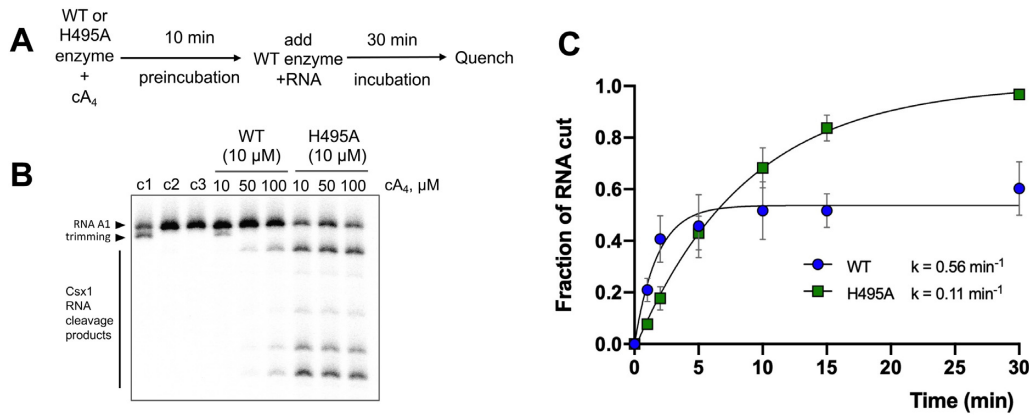 A
WT or
H495A
enzyme
+
cA4
10 min
preincubation
add
WT enzyme
+RNA
30 min
incubation
Quench
B
WT
(10 µM)
H495A
(10 µM)
c1 c2 c3 10 50 100 10 50 100 cA4, µM
RNA A1
trimming
Csx1
RNA
cleavage
products
C
Fraction of RNA cut
1.0
0.8
0.6
0.4
0.2
0.0
WT k = 0.56 min-1
H495A k = 0.11 min-1
0 5 10 15 20 25 30
Time (min)